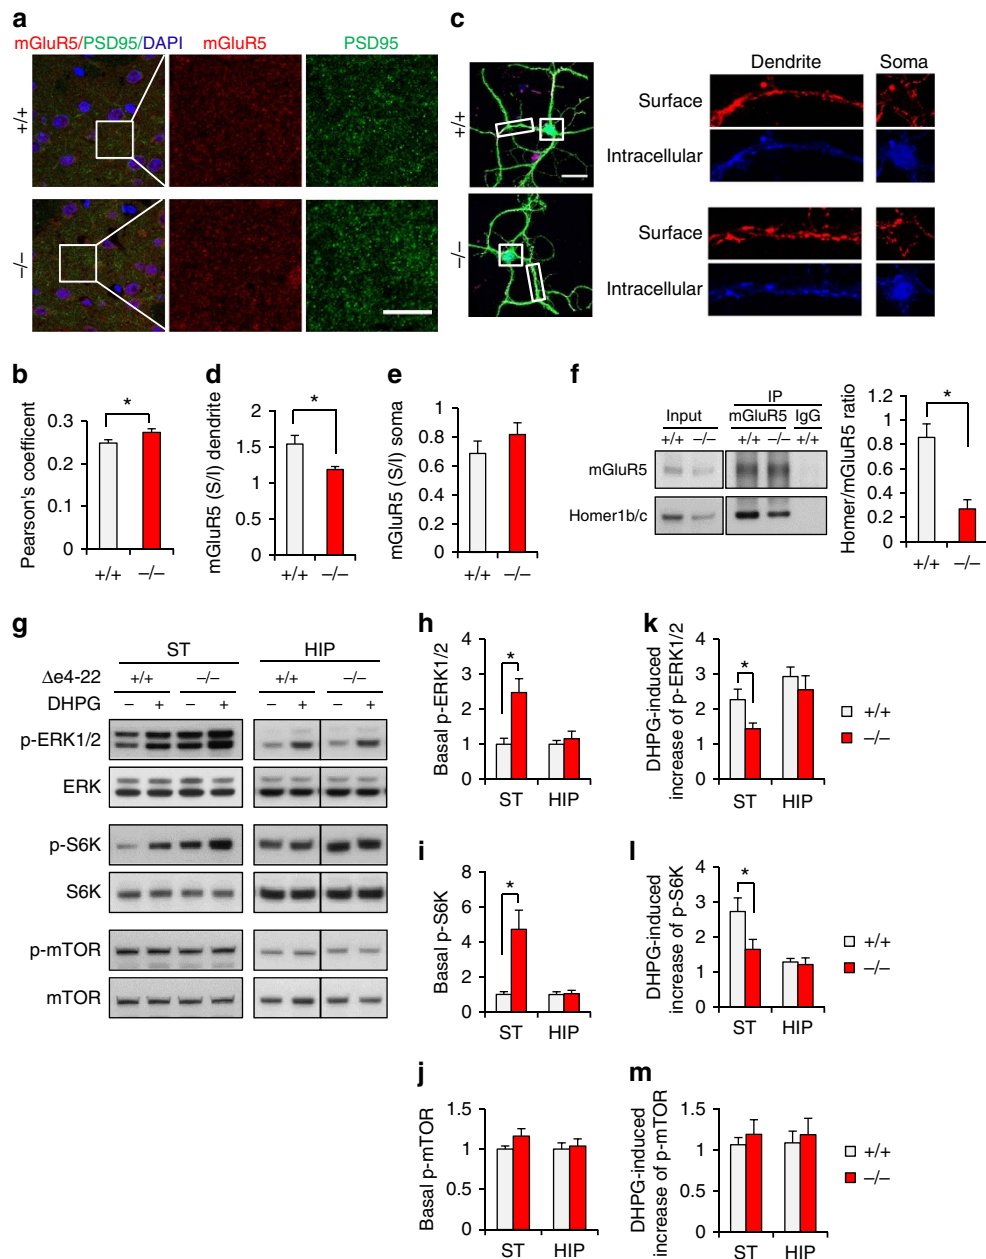 a
mGluR5/PSD95/DAPI mGluR5 PSD95
+/+
–/–
c
Dendrite Soma
+/+
Surface
Intracellular
–/–
Surface
Intracellular
b
Pearson's coefficent
0.3
0.2
0.1
0
*
+/+ –/–
d
mGluR5 (S/I) dendrite
2
1.5
1
0.5
0
*
+/+ –/–
e
mGluR5 (S/I) soma
1
0.8
0.6
0.4
0.2
0
+/+ –/–
f
IP
Input mGluR5 IgG
+/+ –/– +/+ –/– +/+
mGluR5
Homer1b/c
Homer/mGluR5 ratio
1.2
1
0.8
0.6
0.4
0.2
0
*
+/+ –/–
g
ST HIP
Δe4-22 +/+ –/– +/+ –/–
DHPG – + – + – + – +
p-ERK1/2
ERK
p-S6K
S6K
p-mTOR
mTOR
h
Basal p-ERK1/2
4
3
2
1
0
*
ST HIP
k
DHPG-induced
increase of p-ERK1/2
4
3
2
1
0
*
ST HIP
+/+
–/–
i
Basal p-S6K
8
6
4
2
0
*
ST HIP
l
DHPG-induced
increase of p-S6K
4
3
2
1
0
*
ST HIP
+/+
–/–
j
Basal p-mTOR
1.5
1
0.5
0
ST HIP
m
DHPG-induced
increase of p-mTOR
1.5
1
0.5
0
ST HIP
+/+
–/–